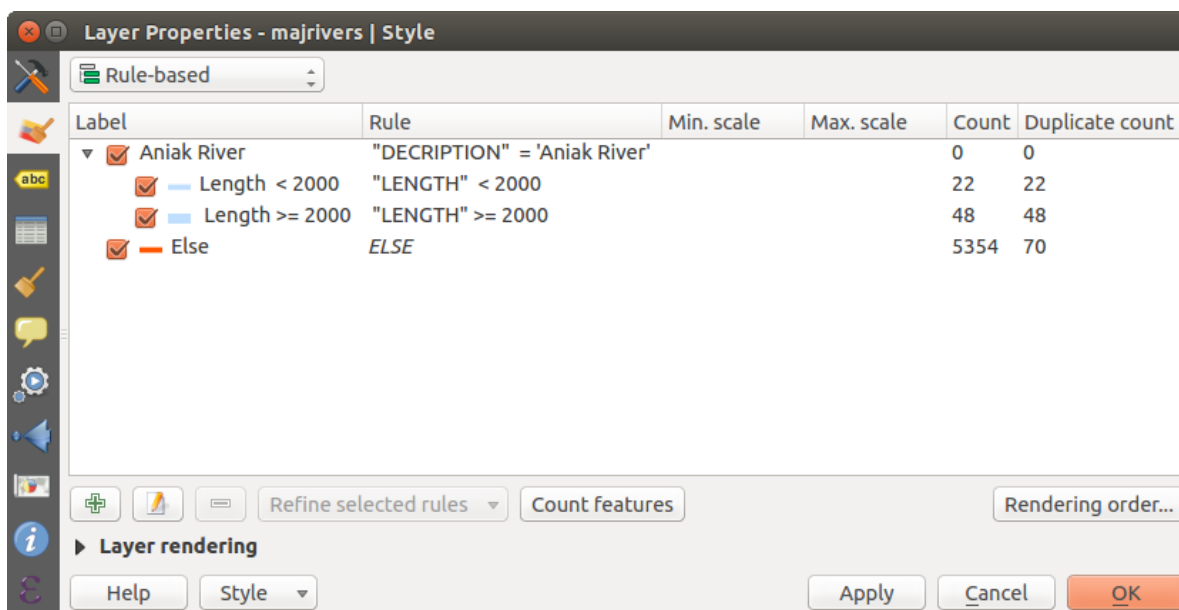 Layer Properties - majrivers | Style
Rule-based
Label Rule Min. scale Max. scale Count Duplicate count
Aniak River "DECRIPTION" = 'Aniak River' 0 0
abc
Length < 2000 "LENGTH" < 2000 22 22
Length >= 2000 "LENGTH" >= 2000 48 48
Else ELSE 5354 70
Refine selected rules Count features Rendering order...
Layer rendering
Help Style Apply Cancel OK